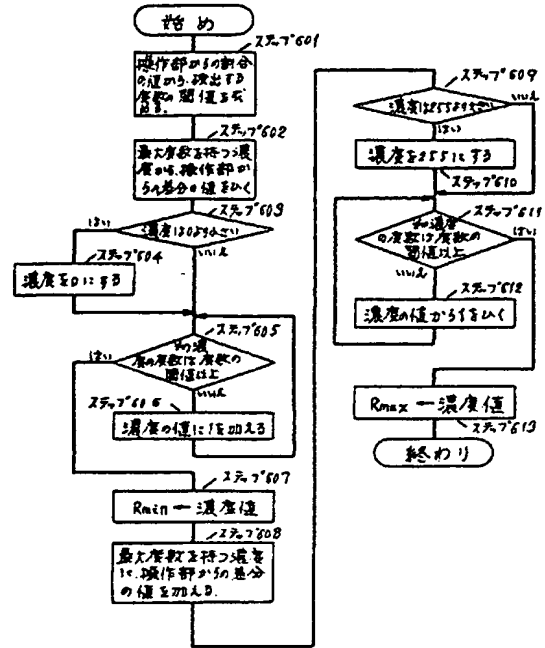 始め
ステップ601
操作部からの割合
の値から、検出する
度数の閾値を求
める.
ステップ602
最大度数を持つ濃
度から、操作部か
らの差分の値をひく
ステップ603
濃度は0より小さい
はい
いいえ
ステップ604
濃度を0にする
ステップ605
その濃
度の度数は度数の
閾値以上
はい
いいえ
ステップ606
濃度の値に1を加える
ステップ607
Rmin ← 濃度値
ステップ608
最大度数を持つ濃度
に、操作部からの差分
の値を加える.
ステップ609
濃度は255より大きい
いいえ
はい
濃度を255にする
ステップ610
ステップ611
その濃度
の度数は度数の
閾値以上
はい
いいえ
ステップ612
濃度の値から1をひく
Rmax ← 濃度値
ステップ613
終わり